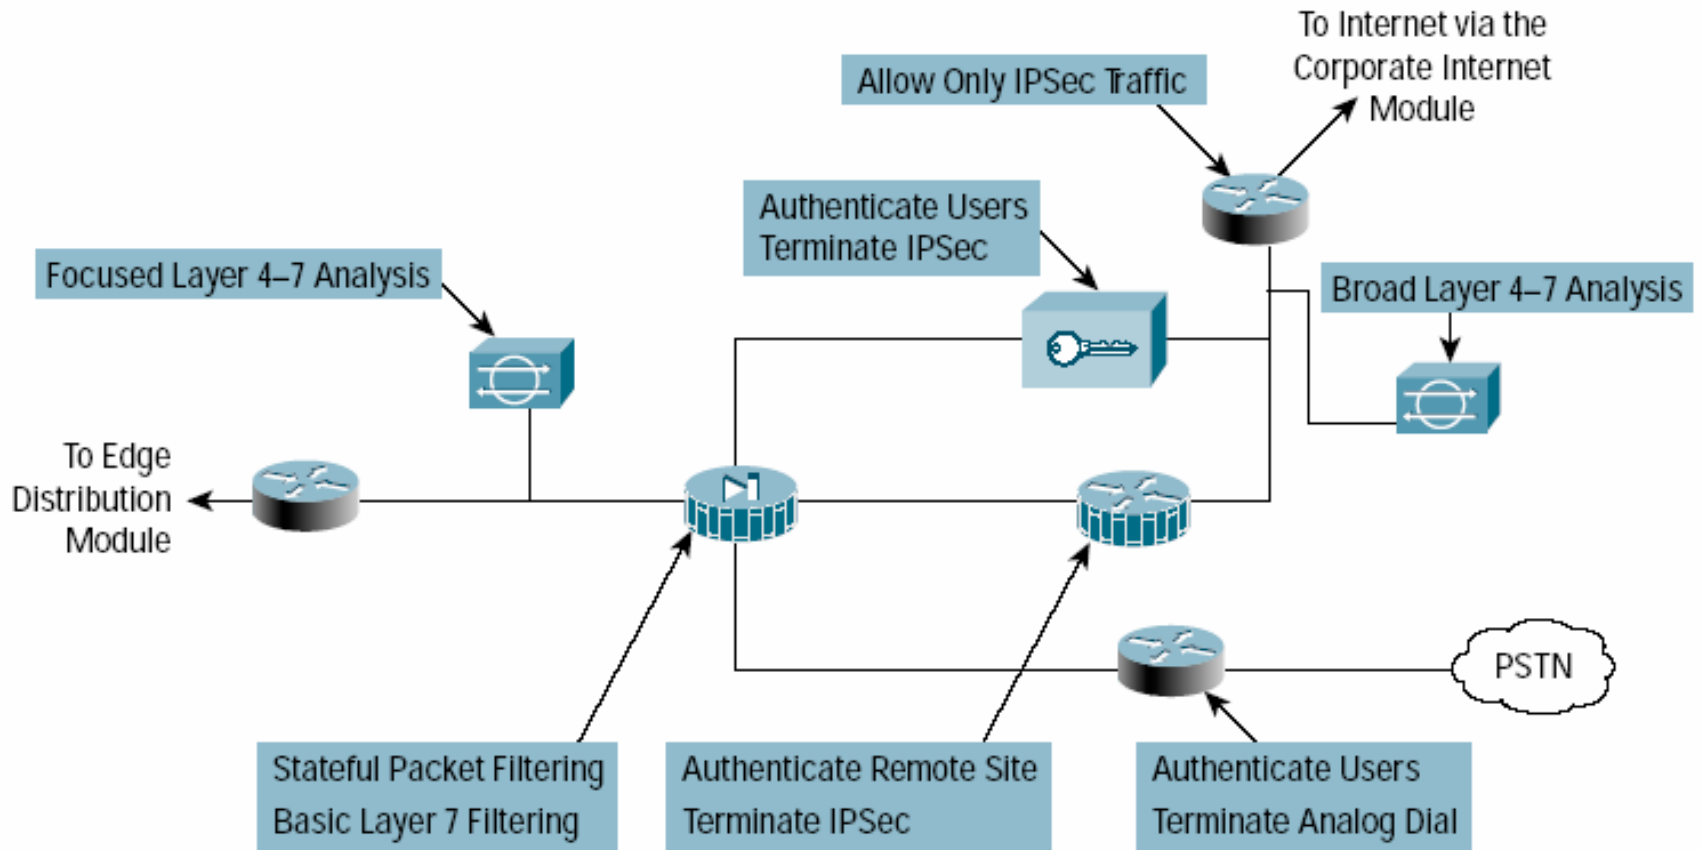 To Internet via the
Corporate Internet
Module
Allow Only IPSec Traffic
Authenticate Users
Terminate IPSec
Focused Layer 4–7 Analysis
Broad Layer 4–7 Analysis
To Edge
Distribution
Module
PSTN
Stateful Packet Filtering
Basic Layer 7 Filtering
Authenticate Remote Site
Terminate IPSec
Authenticate Users
Terminate Analog Dial